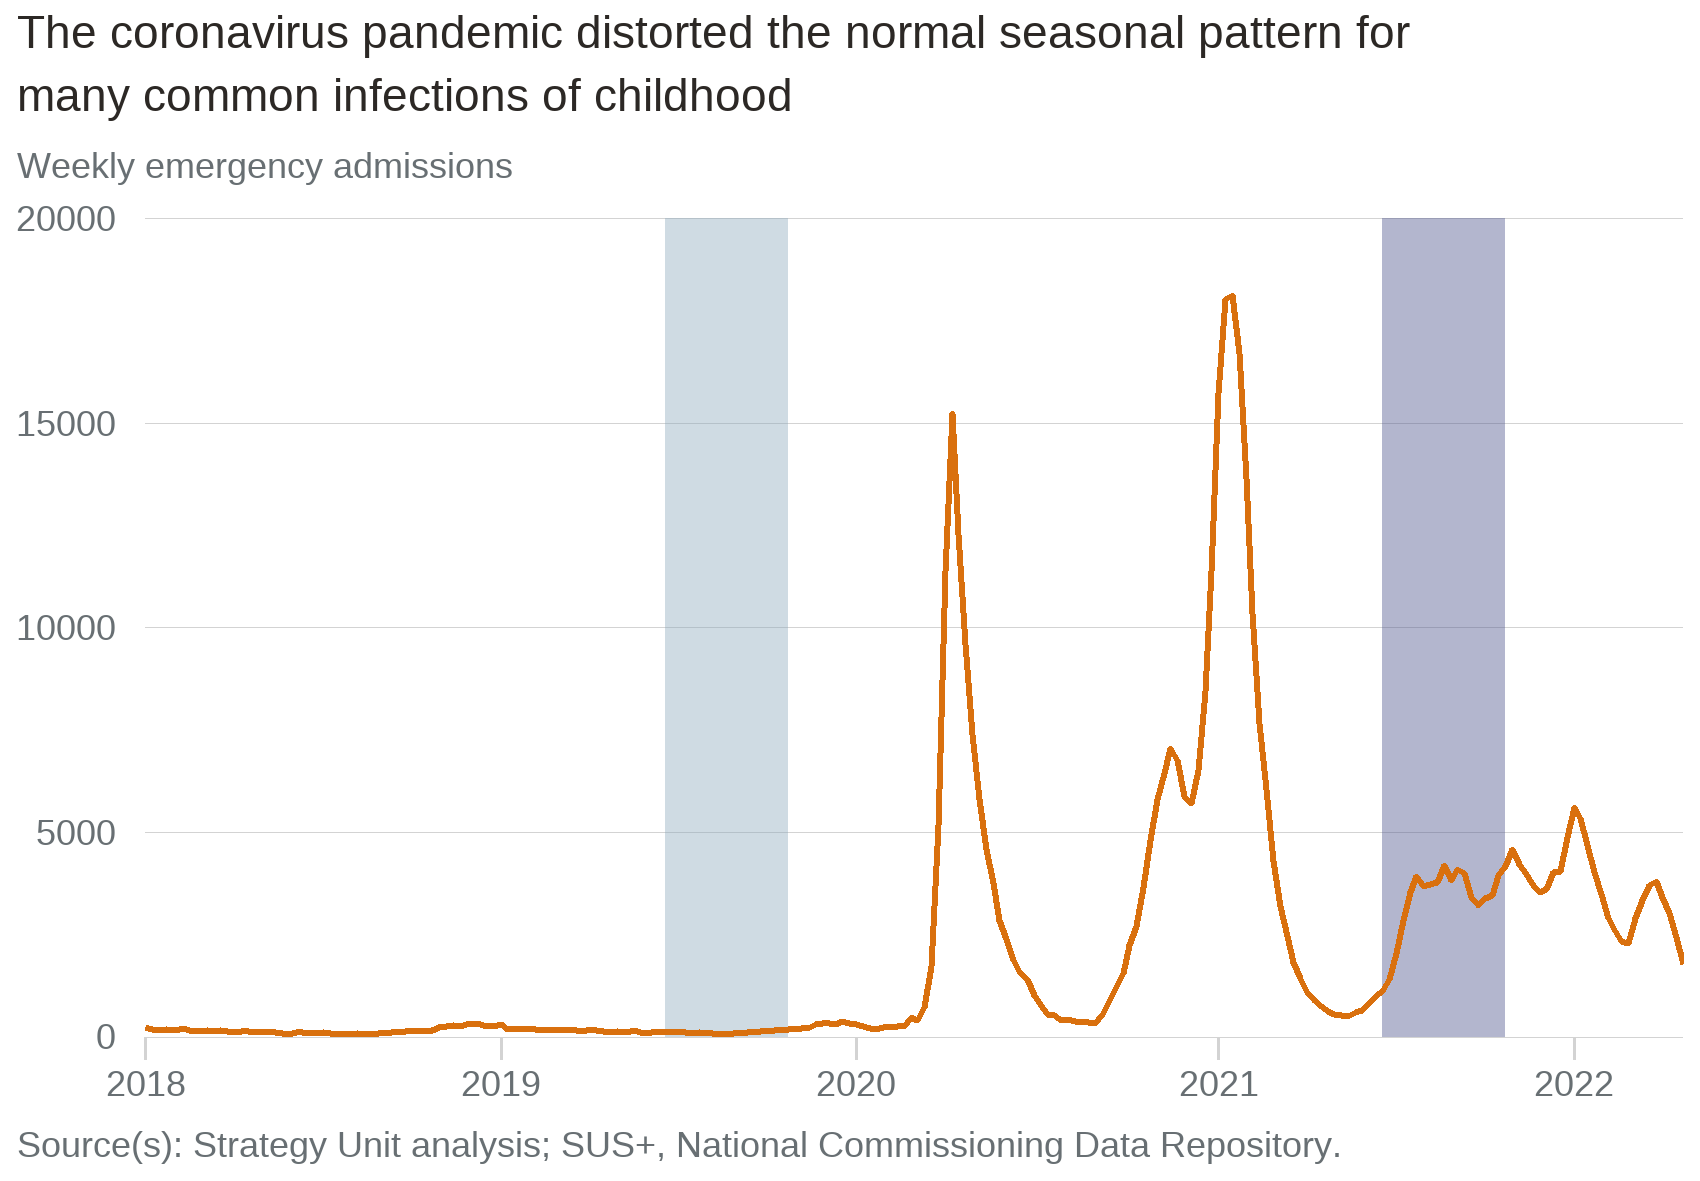 The coronavirus pandemic distorted the normal seasonal pattern for
many common infections of childhood
Weekly emergency admissions
20000
15000
10000
5000
0
2018 2019 2020 2021 2022
Source(s): Strategy Unit analysis; SUS+, National Commissioning Data Repository.